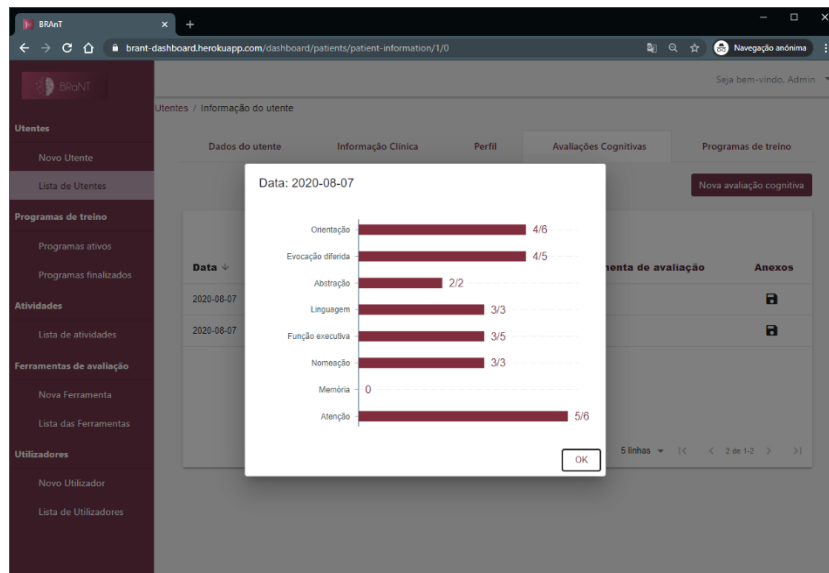 BRAnT
brant-dashboard.herokuapp.com/dashboard/patients/patient-information/1/0
Navegação anónima
BRaNT
Seja bem-vindo, Admin
Utentes / Informação do utente
Utentes
Novo Utente
Lista de Utentes
Programas de treino
Programas ativos
Programas finalizados
Atividades
Lista de atividades
Ferramentas de avaliação
Nova Ferramenta
Lista das Ferramentas
Utilizadores
Novo Utilizador
Lista de Utilizadores
Dados do utente Informação Clínica Perfil Avaliações Cognitivas Programas de treino
Nova avaliação cognitiva
Data enta de avaliação Anexos
2020-08-07
2020-08-07
5 linhas 2 de 1-2
Data: 2020-08-07
Orientação 4/6
Evocação diferida 4/5
Abstração 2/2
Linguagem 3/3
Função executiva 3/5
Nomeação 3/3
Memória 0
Atenção 5/6
OK